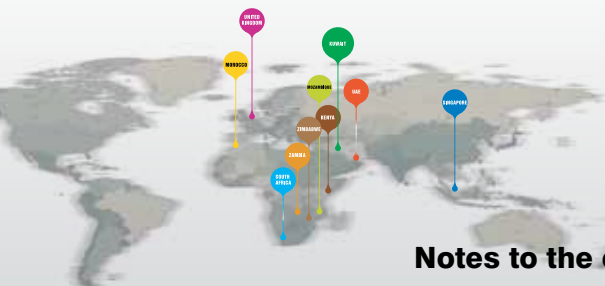 UNITED
KINGDOM
MOROCCO
KUWAIT
MOZAMBIQUE
UAE
SINGAPORE
KENYA
ZIMBABWE
ZAMBIA
SOUTH
AFRICA
Notes to the